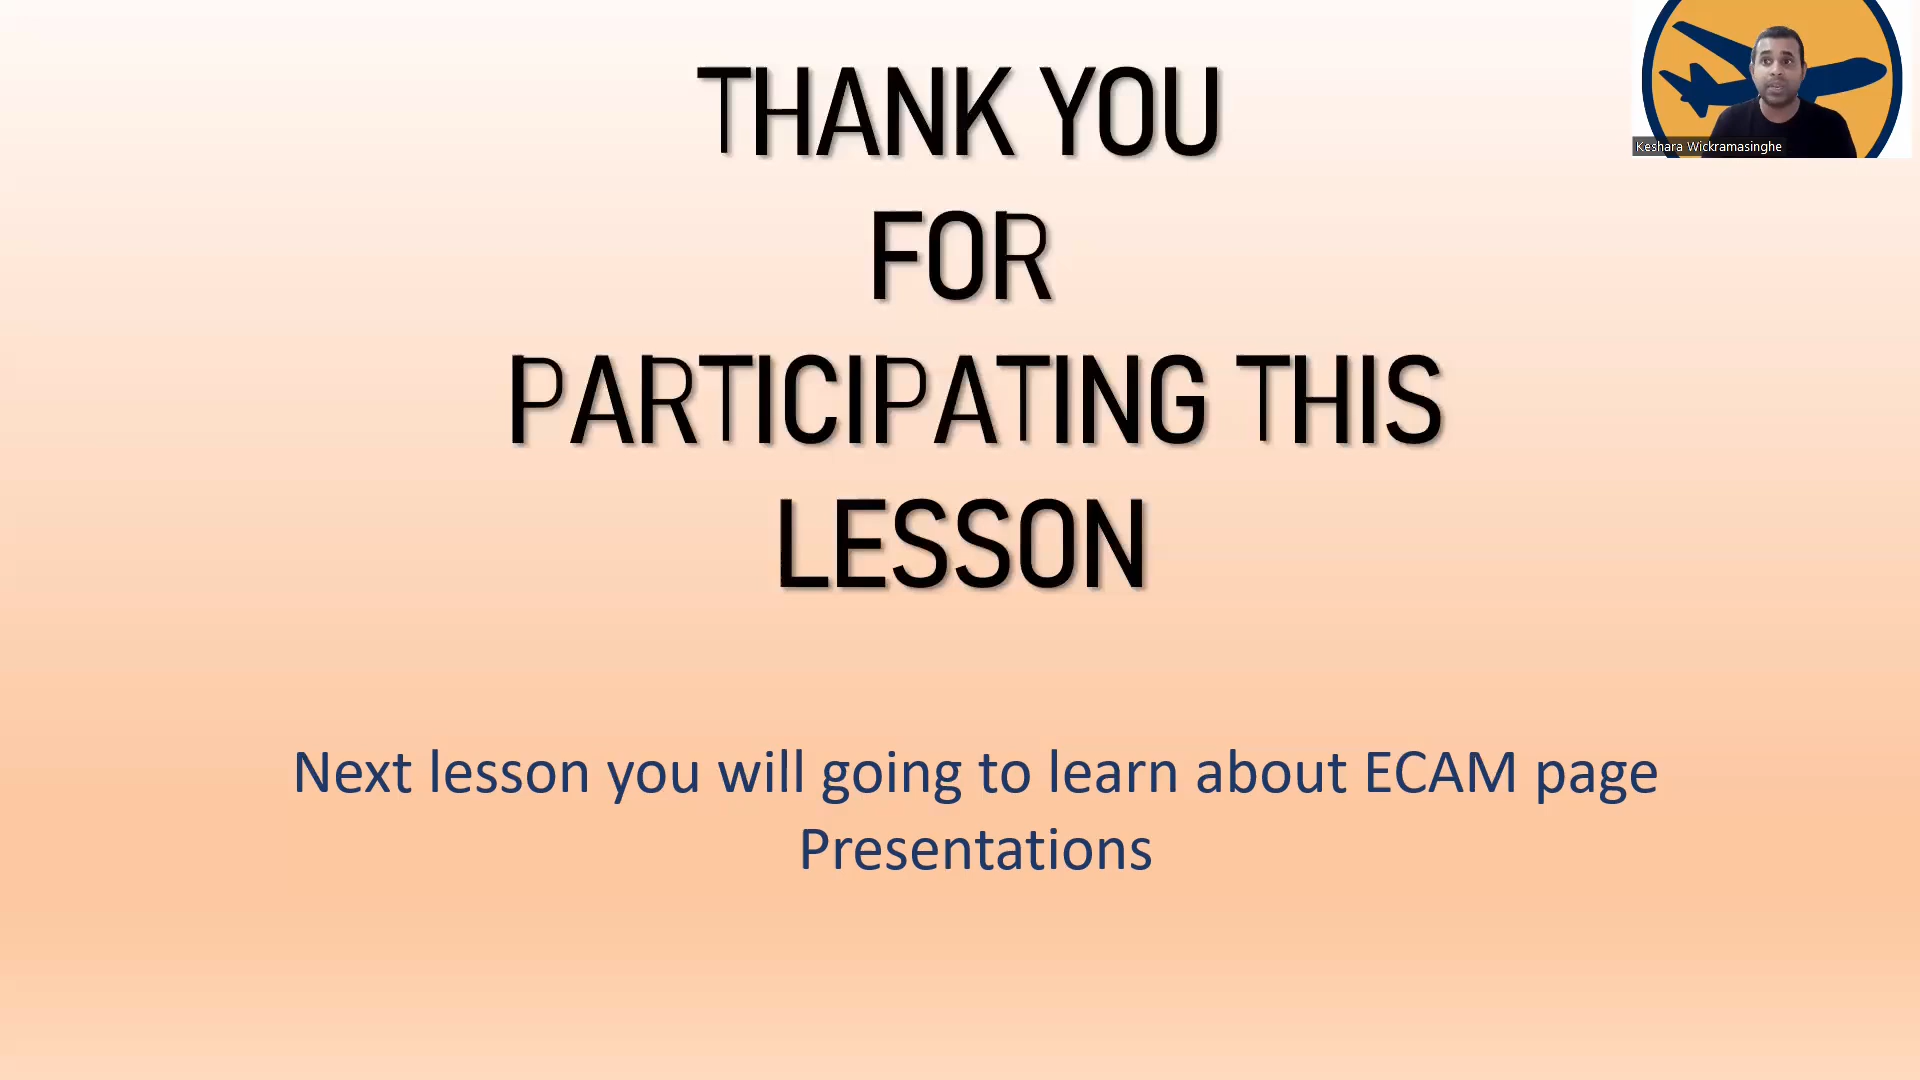 THANK YOU
FOR
PARTICIPATING THIS
LESSON
Next lesson you will going to learn about ECAM page
Presentations
Keshara Wickramasinghe